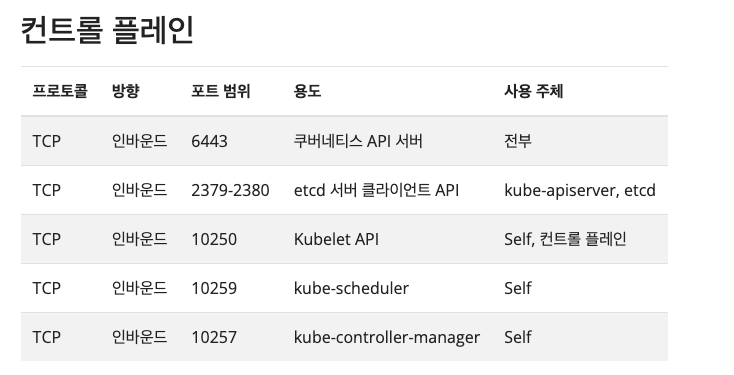 컨트롤 플레인
프로토콜 방향 포트 범위 용도 사용 주체
TCP 인바운드 6443 쿠버네티스 API 서버 전부
TCP 인바운드 2379-2380 etcd 서버 클라이언트 API kube-apiserver, etcd
TCP 인바운드 10250 Kubelet API Self, 컨트롤 플레인
TCP 인바운드 10259 kube-scheduler Self
TCP 인바운드 10257 kube-controller-manager Self